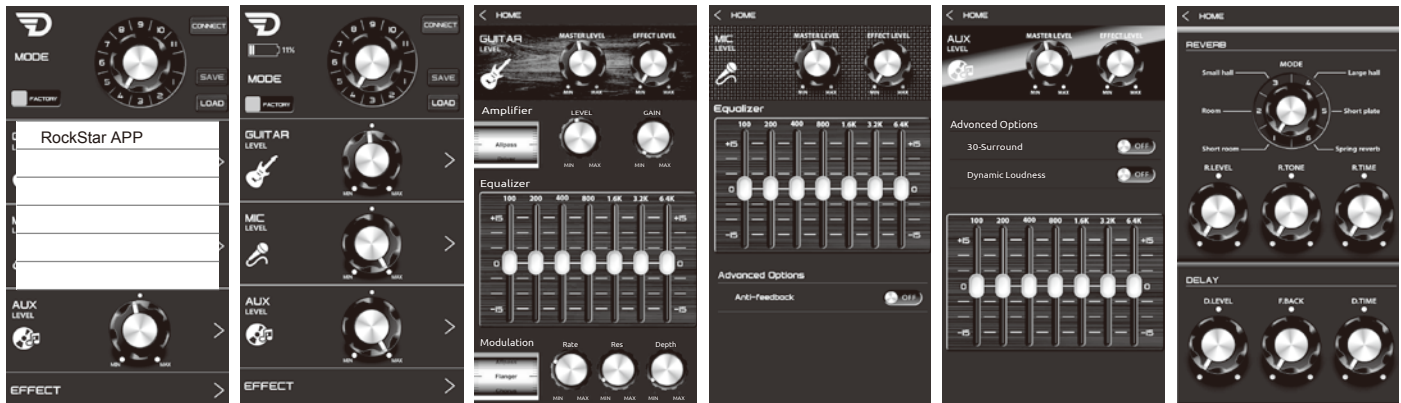 CONNECT
MODE
SAVE
FACTORY
LOAD
RockStar APP
AUX
LEVEL
MIN MAX
EFFECT
CONNECT
11%
MODE
SAVE
FACTORY
LOAD
GUITAR
LEVEL
MIN MAX
MIC
LEVEL
MIN MAX
AUX
LEVEL
MIN MAX
EFFECT
< HOME
GUITAR
LEVEL
MASTER LEVEL EFFECT LEVEL
MIN MAX MIN MAX
Amplifier
LEVEL GAIN
Allpass
MIN MAX MIN MAX
Equalizer
100 200 400 800 1.6K 3.2K 6.4K
+15 +15
0 0
-15 -15
Modulation
Rate Res Depth
Flanger
MIN MAX MIN MAX MIN MAX
< HOME
MIC
LEVEL
MASTER LEVEL EFFECT LEVEL
MIN MAX MIN MAX
Equalizer
100 200 400 800 1.6K 3.2K 6.4K
+15 +15
0 0
-15 -15
Advanced Options
Anti-feedback OFF
< HOME
AUX
LEVEL
MASTER LEVEL EFFECT LEVEL
MIN MAX MIN MAX
Advonced Options
30-Surround OFF
Dynamic Loudness OFF
100 200 400 800 1.6K 3.2K 6.4K
+15 +15
0 0
-15 -15
< HOME
REVERB
MODE
Small hall 3 4 Large hall
Room 2 5 Short plate
Short room 1 6 Spring reverb
R.LEVEL R.TONE R.TIME
DELAY
D.LEVEL F.BACK D.TIME